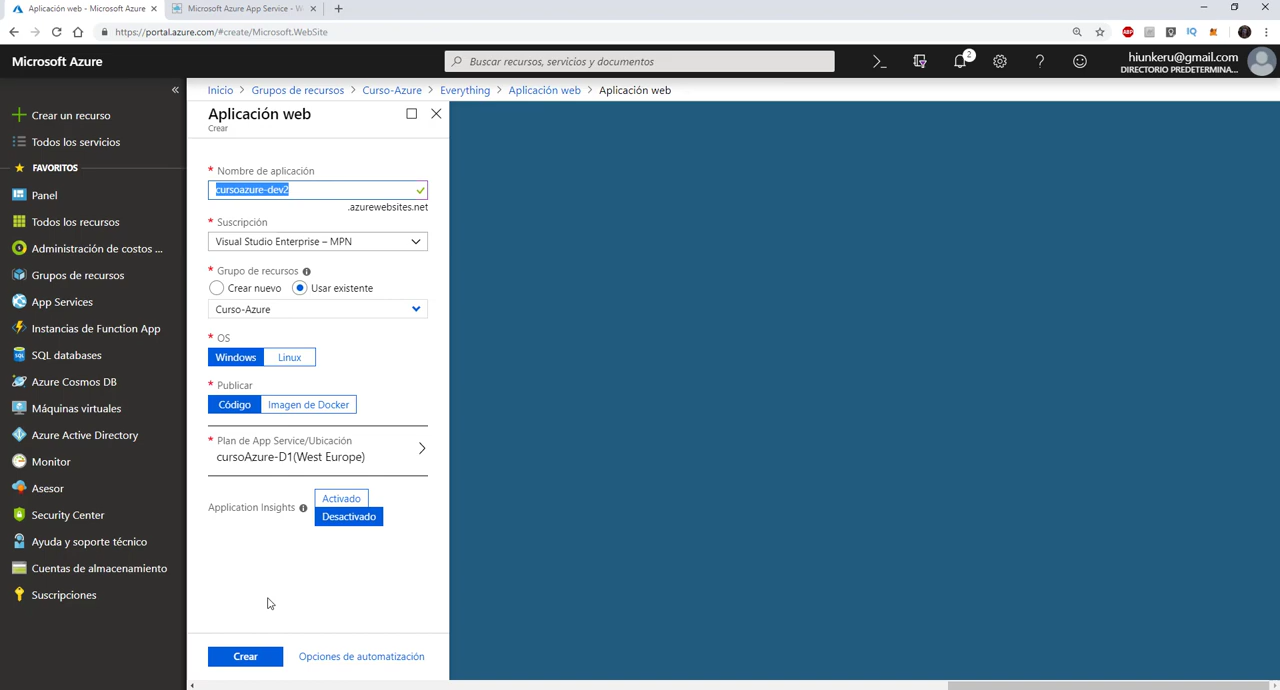 Aplicación web - Microsoft Azure
Microsoft Azure App Service - W
https://portal.azure.com/#create/Microsoft.WebSite
ABP
IQ
Microsoft Azure
Buscar recursos, servicios y documentos
2
hiunkeru@gmail.com
DIRECTORIO PREDETERMINA...
Inicio > Grupos de recursos > Curso-Azure > Everything > Aplicación web > Aplicación web
Crear un recurso
Todos los servicios
FAVORITOS
Panel
Todos los recursos
Administración de costos ...
Grupos de recursos
App Services
Instancias de Function App
SQL databases
Azure Cosmos DB
Máquinas virtuales
Azure Active Directory
Monitor
Asesor
Security Center
Ayuda y soporte técnico
Cuentas de almacenamiento
Suscripciones
Aplicación web
Crear
* Nombre de aplicación
cursoazure-dev2
.azurewebsites.net
* Suscripción
Visual Studio Enterprise – MPN
* Grupo de recursos
Crear nuevo Usar existente
Curso-Azure
* OS
Windows Linux
* Publicar
Código Imagen de Docker
* Plan de App Service/Ubicación
cursoAzure-D1(West Europe)
Application Insights
Activado
Desactivado
Crear Opciones de automatización